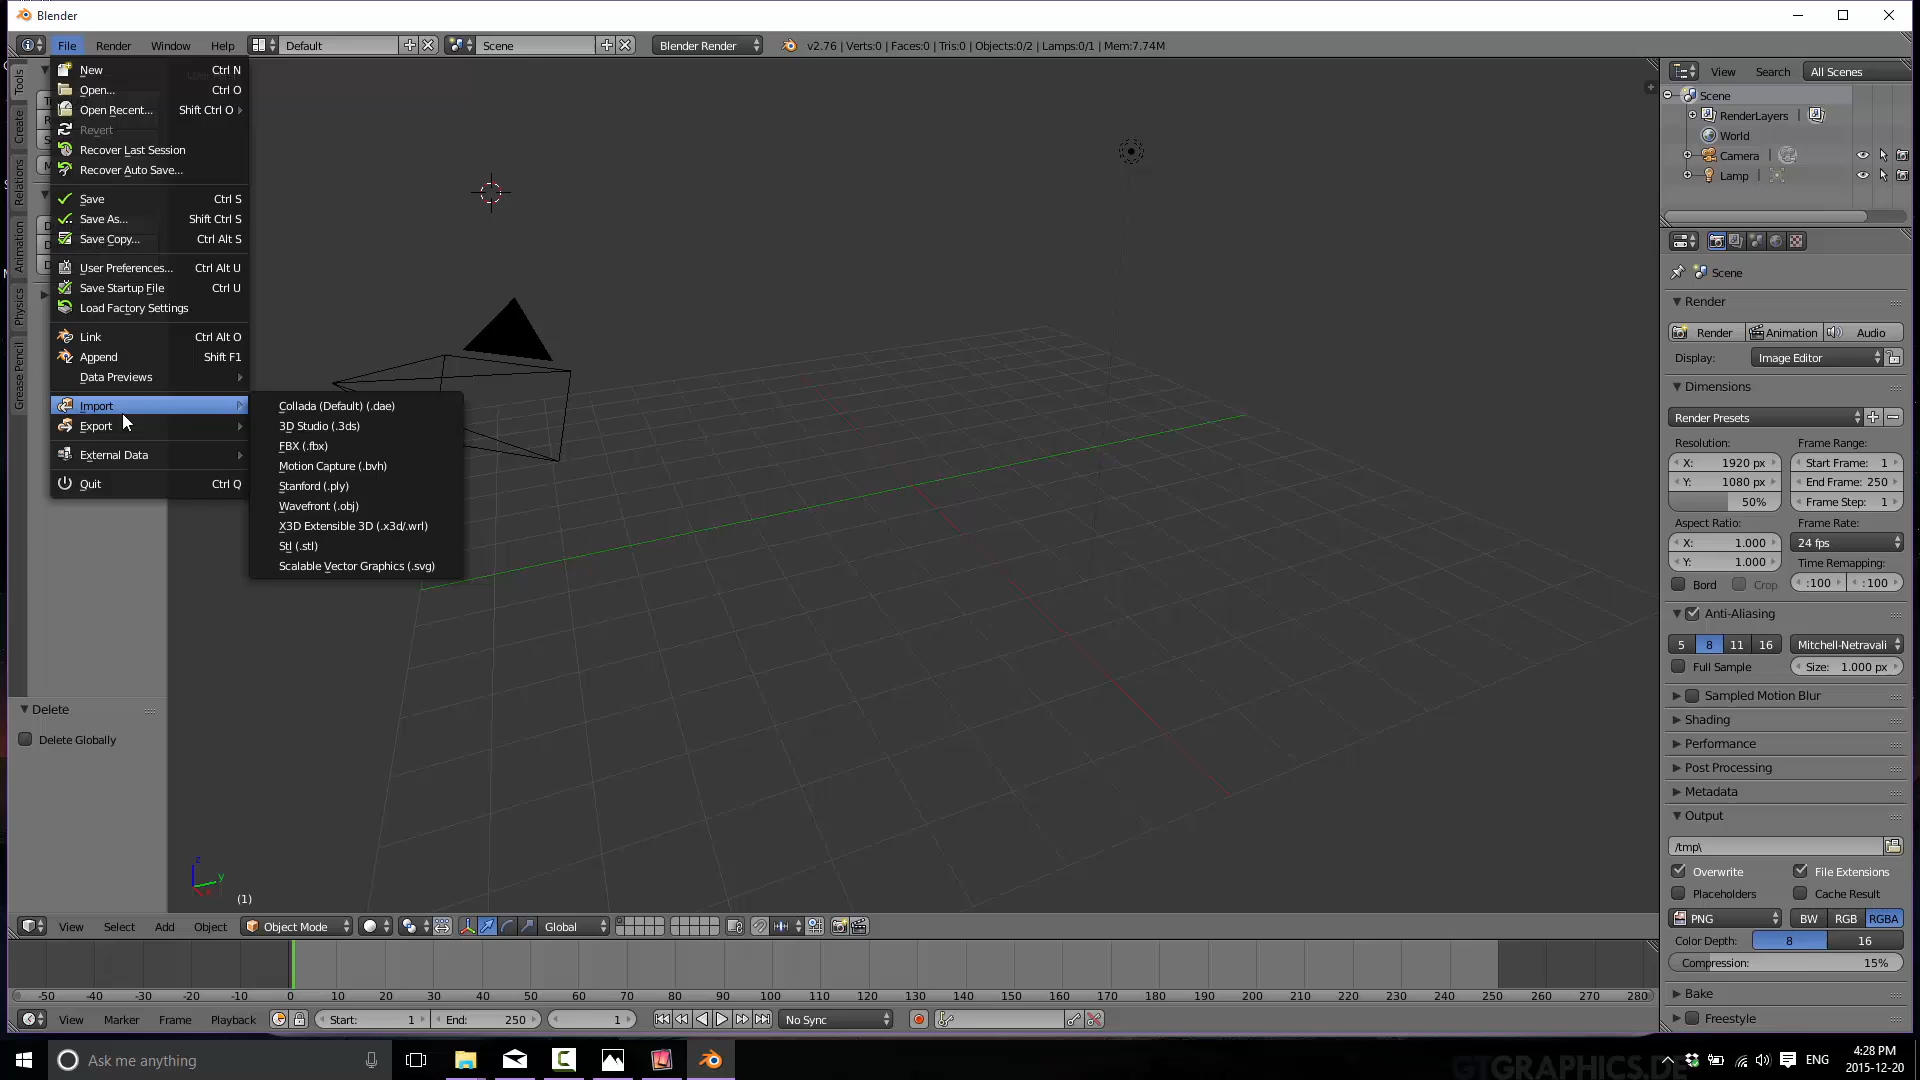 Blender
File Render Window Help Default Scene Blender Render v2.76 | Verts:0 | Faces:0 | Tris:0 | Objects:0/2 | Lamps:0/1 | Mem:7.74M
New Ctrl N
Open... Ctrl O
Open Recent... Shift Ctrl O
Revert
Recover Last Session
Recover Auto Save...
Save Ctrl S
Save As... Shift Ctrl S
Save Copy... Ctrl Alt S
User Preferences... Ctrl Alt U
Save Startup File Ctrl U
Load Factory Settings
Link Ctrl Alt O
Append Shift F1
Data Previews
Import
Export
External Data
Quit Ctrl Q
Collada (Default) (.dae)
3D Studio (.3ds)
FBX (.fbx)
Motion Capture (.bvh)
Stanford (.ply)
Wavefront (.obj)
X3D Extensible 3D (.x3d/.wrl)
Stl (.stl)
Scalable Vector Graphics (.svg)
Tools
Create
Relations
Animation
Physics
Grease Pencil
Delete
Delete Globally
z
y
(1)
View Search All Scenes
Scene
RenderLayers
World
Camera
Lamp
Scene
Render
Render Animation Audio
Display: Image Editor
Dimensions
Render Presets
Resolution: Frame Range:
X: 1920 px Start Frame: 1
Y: 1080 px End Frame: 250
50% Frame Step: 1
Aspect Ratio: Frame Rate:
X: 1.000 24 fps
Y: 1.000 Time Remapping:
Bord Crop :100 :100
Anti-Aliasing
5 8 11 16 Mitchell-Netravali
Full Sample Size: 1.000 px
Sampled Motion Blur
Shading
Performance
Post Processing
Metadata
Output
/tmp\
Overwrite File Extensions
Placeholders Cache Result
PNG BW RGB RGBA
Color Depth: 8 16
Compression: 15%
Bake
Freestyle
View Select Add Object Object Mode Global
-50 -40 -30 -20 -10 0 10 20 30 40 50 60 70 80 90 100 110 120 130 140 150 160 170 180 190 200 210 220 230 240 250 260 270 280
View Marker Frame Playback Start: 1 End: 250 1 No Sync
Ask me anything
GTGRAPHICS.DE
ENG
4:28 PM
2015-12-20